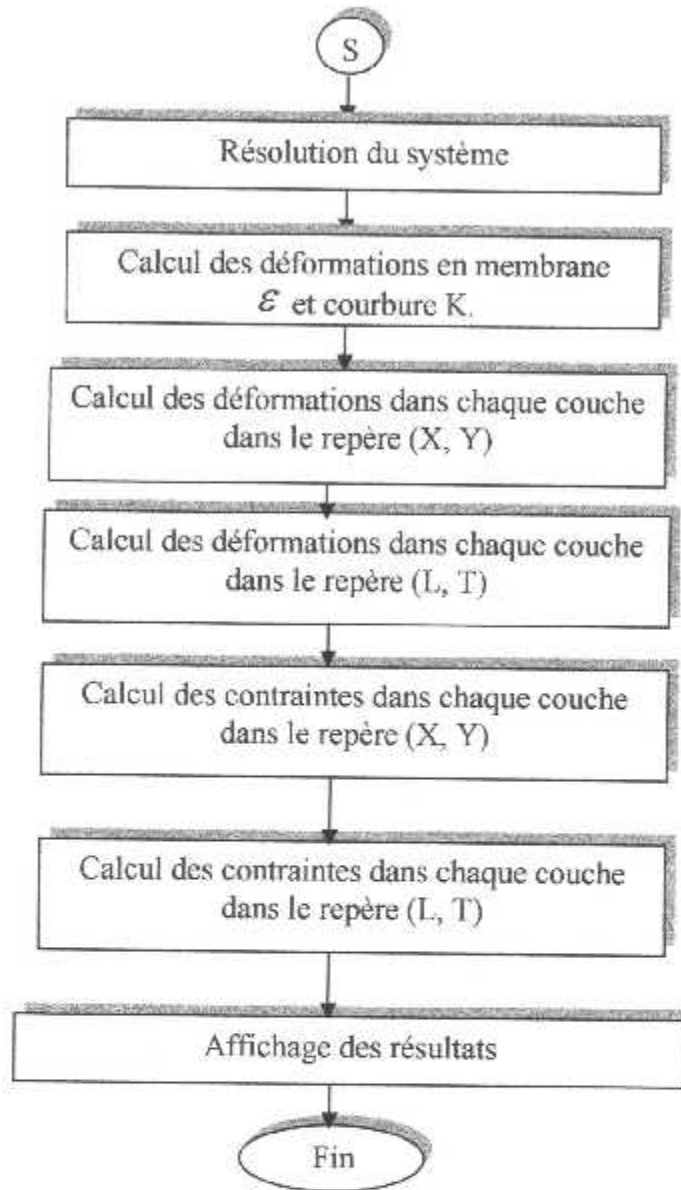 S
Résolution du système
Calcul des déformations en membrane
ε et courbure K.
Calcul des déformations dans chaque couche
dans le repère (X, Y)
Calcul des déformations dans chaque couche
dans le repère (L, T)
Calcul des contraintes dans chaque couche
dans le repère (X, Y)
Calcul des contraintes dans chaque couche
dans le repère (L, T)
Affichage des résultats
Fin